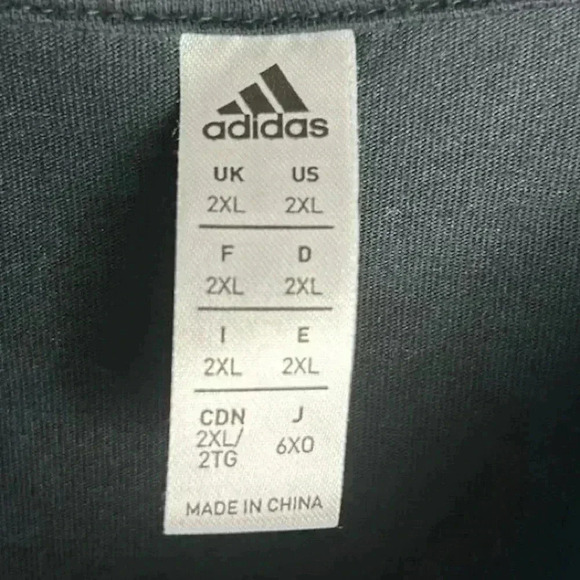 adidas
UK US
2XL 2XL
F D
2XL 2XL
I E
2XL 2XL
CDN J
2XL/ 6XO
2TG
MADE IN CHINA